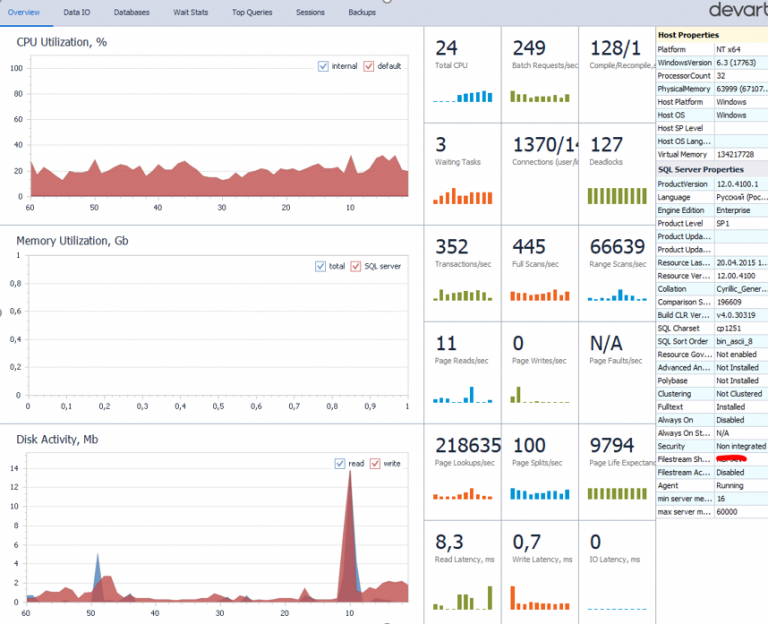 Overview Data IO Databases Wait Stats Top Queries Sessions Backups
devart
CPU Utilization, %
internal default
100
80
60
40
20
0
60 50 40 30 20 10
Memory Utilization, Gb
total SQL server
1
0,8
0,6
0,4
0,2
0
0 0,1 0,2 0,3 0,4 0,5 0,6 0,7 0,8 0,9 1
Disk Activity, Mb
read write
14
12
10
8
6
4
2
0
60 50 40 30 20 10
24
Total CPU
249
Batch Requests/sec
128/1
Compile/Recompile,
3
Waiting Tasks
1370/14
Connections (user/
127
Deadlocks
352
Transactions/sec
445
Full Scans/sec
66639
Range Scans/sec
11
Page Reads/sec
0
Page Writes/sec
N/A
Page Faults/sec
218635
Page Lookups/sec
100
Page Splits/sec
9794
Page Life Expectanc
8,3
Read Latency, ms
0,7
Write Latency, ms
0
IO Latency, ms
Host Properties
Platform NT x64
WindowsVersion 6.3 (17763)
ProcessorCount 32
PhysicalMemory 63999 (67107...
Host Platform Windows
Host OS Windows
Host SP Level
Host OS Lang...
Virtual Memory 134217728
SQL Server Properties
ProductVersion 12.0.4100.1
Language Русский (Рос...
Engine Edition Enterprise
Product Level SP1
Product Upda...
Product Upda...
Resource Las... 20.04.2015 1...
Resource Ver... 12.00.4100
Collation Cyrillic_Gener...
Comparison S... 196609
Build CLR Ver... v4.0.30319
SQL Charset cp1251
SQL Sort Order bin_ascii_8
Resource Gov... Not enabled
Advanced An... Not Installed
Polybase Not Installed
Clustering Not Clustered
Fulltext Installed
Always On Disabled
Always On St... N/A
Security Non integrated
Filestream Sh...
Filestream Ac... Disabled
Agent Running
min server me... 16
max server m... 60000